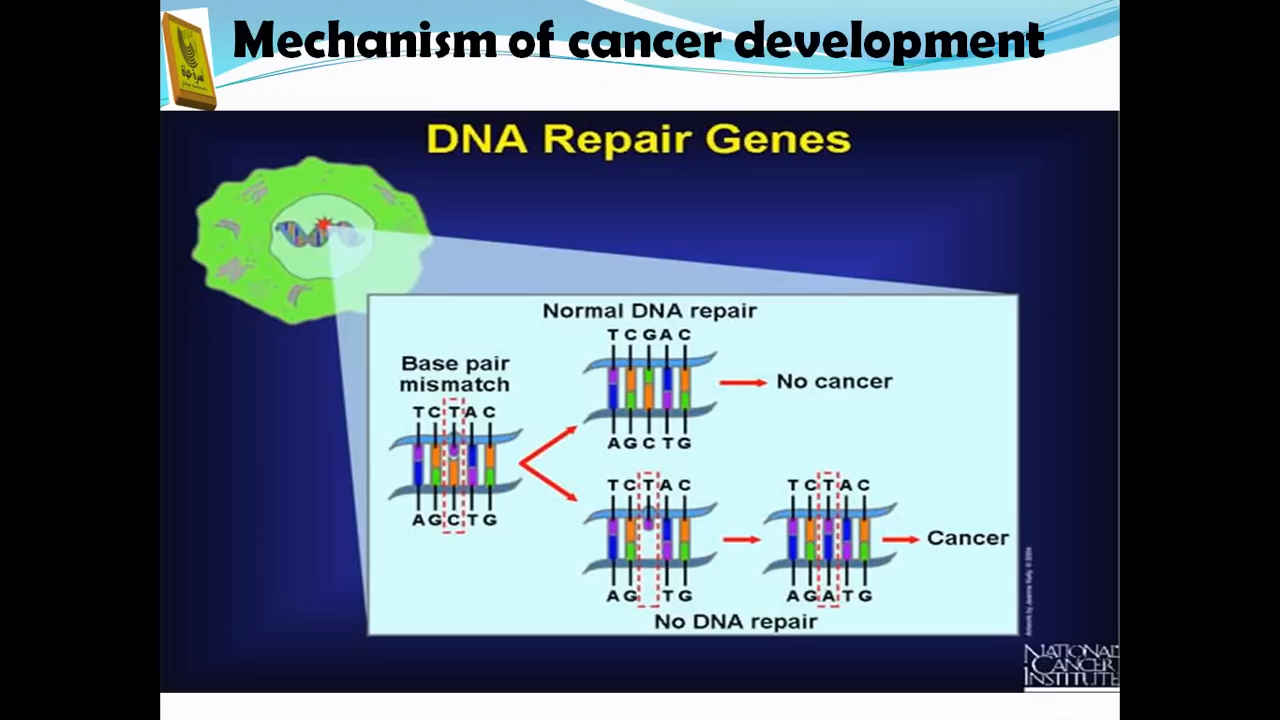 Mechanism of cancer development
DNA Repair Genes
Normal DNA repair
T C G A C
A G C T G
No cancer
Base pair
mismatch
T C T A C
A G C T G
T C T A C
A G T G
No DNA repair
T C T A C
A G A T G
Cancer
NATIONAL
CANCER
INSTITUTE